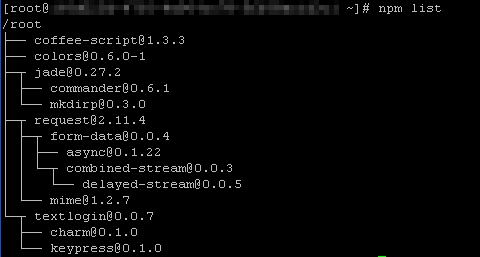 [root@ ~]# npm list
/root
├── coffee-script@1.3.3
├── colors@0.6.0-1
├─┬ jade@0.27.2
│ ├── commander@0.6.1
│ └── mkdirp@0.3.0
├─┬ request@2.11.4
│ ├─┬ form-data@0.0.4
│ │ ├── async@0.1.22
│ │ └─┬ combined-stream@0.0.3
│ │   └── delayed-stream@0.0.5
│ └── mime@1.2.7
└─┬ textlogin@0.0.7
  ├── charm@0.1.0
  └── keypress@0.1.0